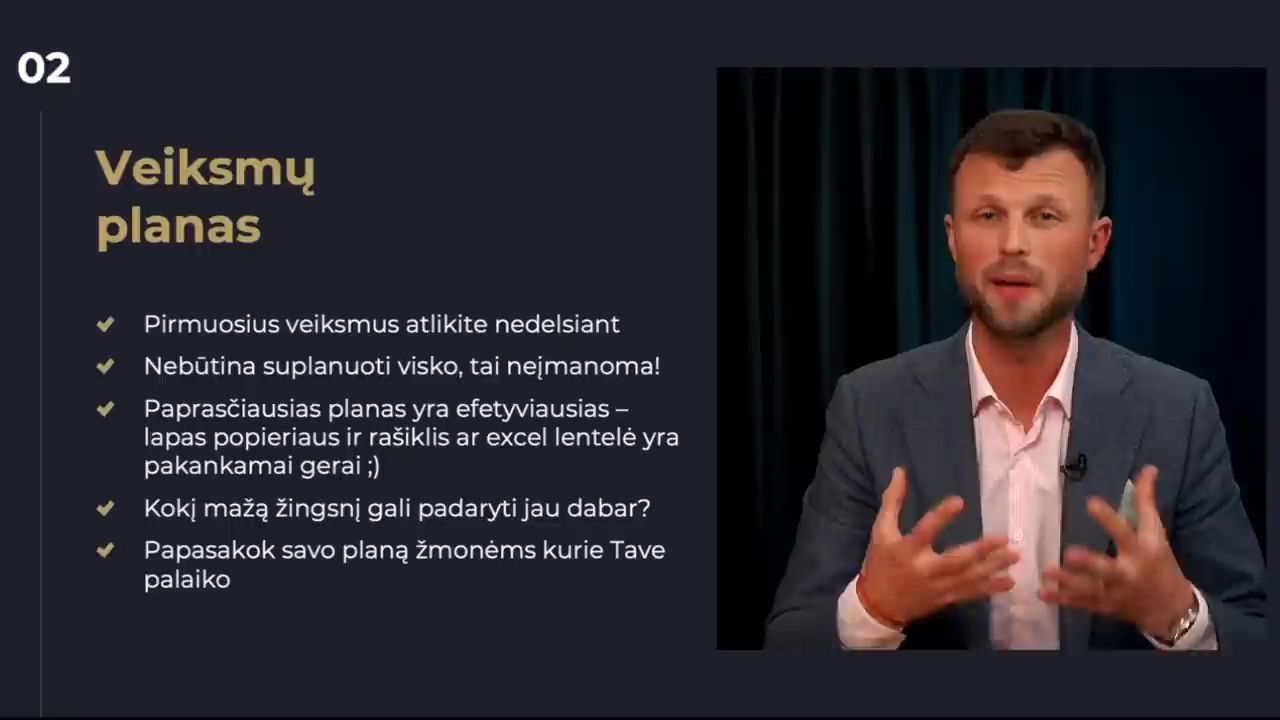 02
Veiksmų
planas
Pirmuosius veiksmus atlikite nedelsiant
Nebūtina suplanuoti visko, tai neįmanoma!
Paprasčiausias planas yra efetyviausias –
lapas popieriaus ir rašiklis ar excel lentelė yra
pakankamai gerai ;)
Kokį mažą žingsnį gali padaryti jau dabar?
Papasakok savo planą žmonėms kurie Tave
palaiko